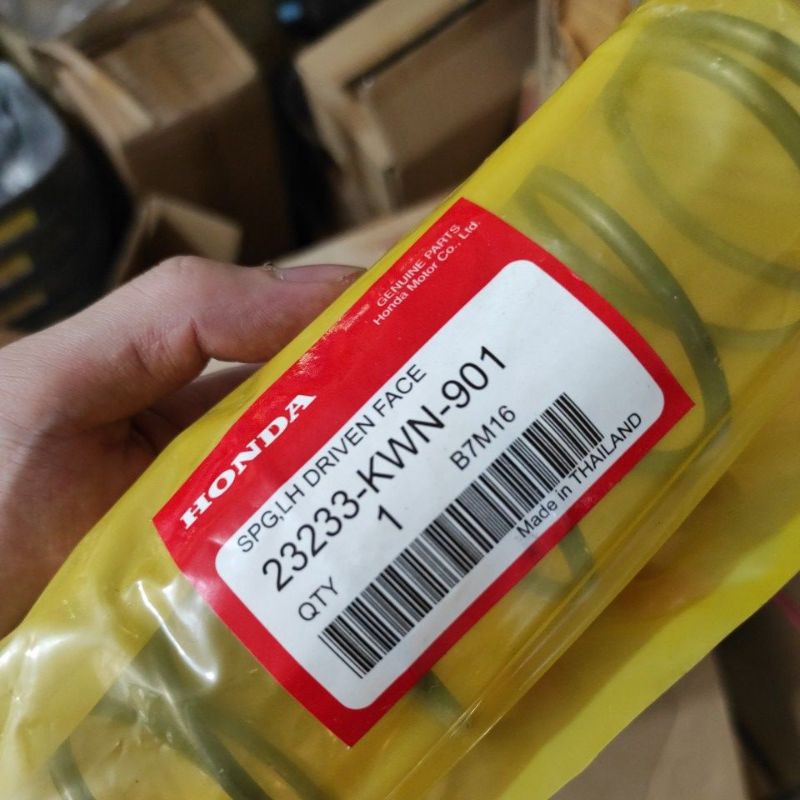 GENUINE PARTS
Honda Motor Co., Ltd.
HONDA
SPG,LH DRIVEN FACE
23233-KWN-901
QTY 1 B7M16
Made in THAILAND